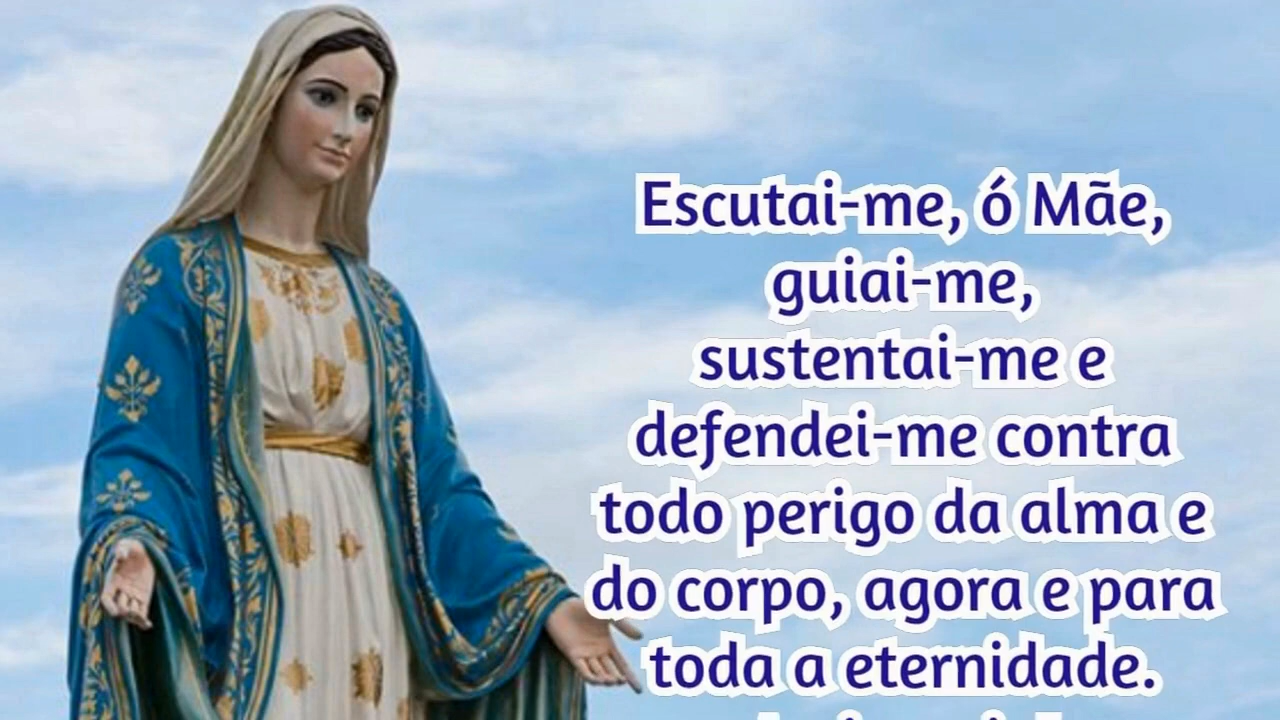 Escutai-me, ó Mãe,
guiai-me,
sustentai-me e
defendei-me contra
todo perigo da alma e
do corpo, agora e para
toda a eternidade.